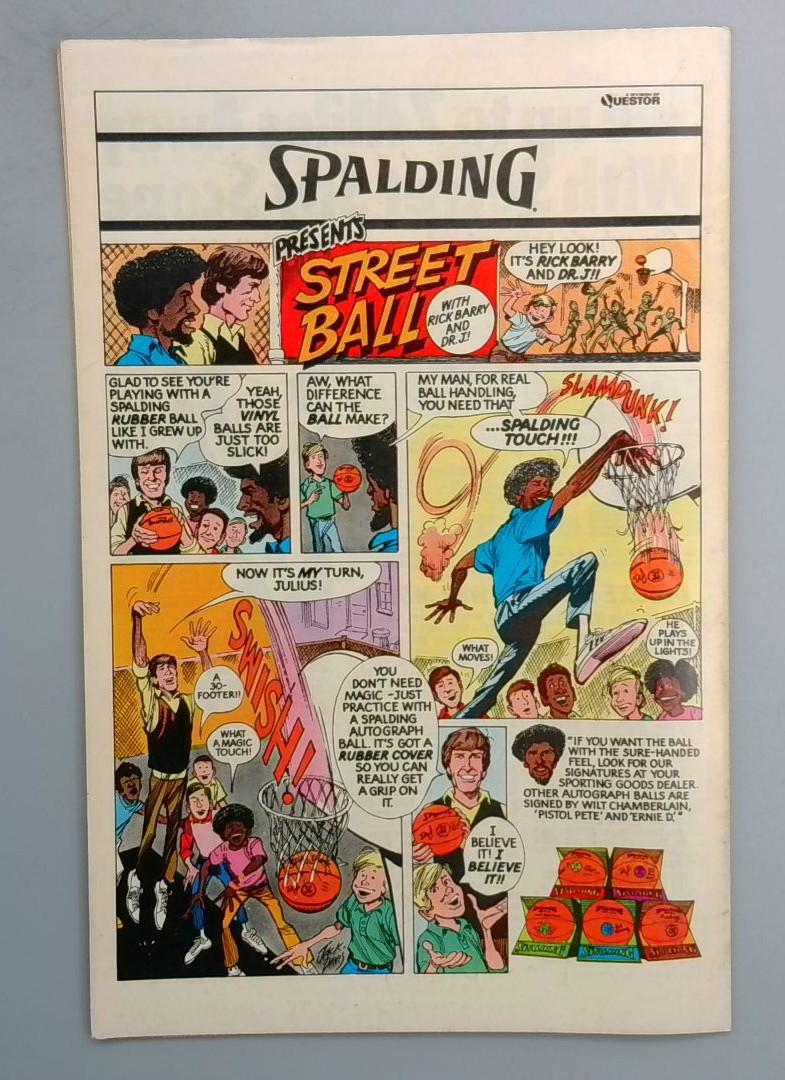 A DIVISION OF
QUESTOR
SPALDING
PRESENTS
STREET
BALL
WITH
RICK BARRY
AND
DR.J!
HEY LOOK!
IT'S RICK BARRY
AND DR.J!!
GLAD TO SEE YOU'RE
PLAYING WITH A
SPALDING
RUBBER BALL
LIKE I GREW UP
WITH.
YEAH,
THOSE
VINYL
BALLS ARE
JUST TOO
SLICK!
AW, WHAT
DIFFERENCE
CAN THE
BALL MAKE?
MY MAN, FOR REAL
BALL HANDLING,
YOU NEED THAT
...SPALDING
TOUCH!!!
SLAMDUNK!
WHAT
MOVES!
HE
PLAYS
UP IN THE
LIGHTS!
NOW IT'S MY TURN,
JULIUS!
A
30-
FOOTER!!
WHAT
A MAGIC
TOUCH!
SWISH!
YOU
DON'T NEED
MAGIC -JUST
PRACTICE WITH
A SPALDING
AUTOGRAPH
BALL. IT'S GOT A
RUBBER COVER
SO YOU CAN
REALLY GET
A GRIP ON
IT.
I
BELIEVE
IT! I
BELIEVE
IT!!
"IF YOU WANT THE BALL
WITH THE SURE-HANDED
FEEL, LOOK FOR OUR
SIGNATURES AT YOUR
SPORTING GOODS DEALER.
OTHER AUTOGRAPH BALLS ARE
SIGNED BY WILT CHAMBERLAIN,
'PISTOL PETE' AND 'ERNIE D.'"
SPALDING SPALDING
SPALDING SPALDING SPALDING